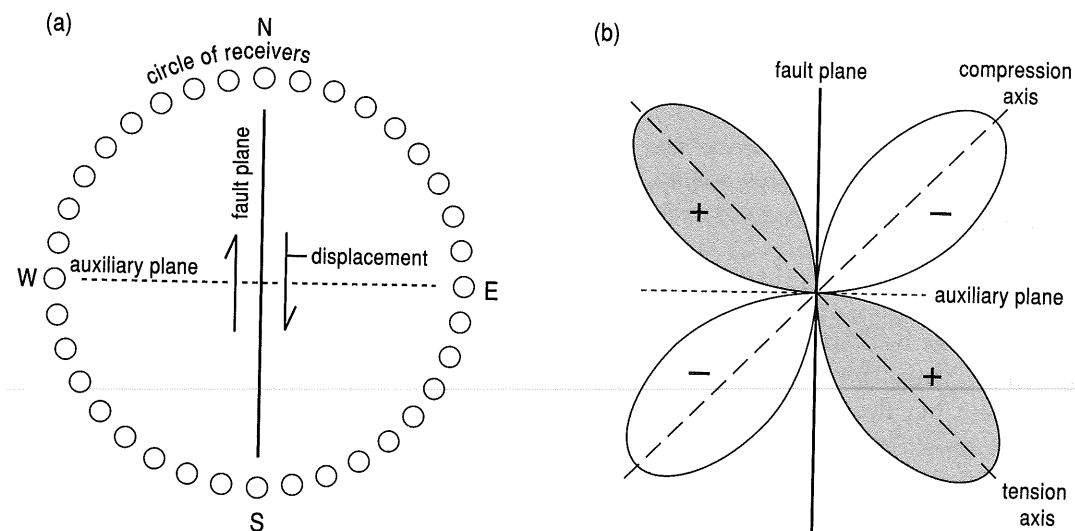 (a)
N
circle of receivers
fault plane
W
auxiliary plane
displacement
E
S
(b)
fault plane
compression
axis
+
−
auxiliary plane
−
+
tension
axis